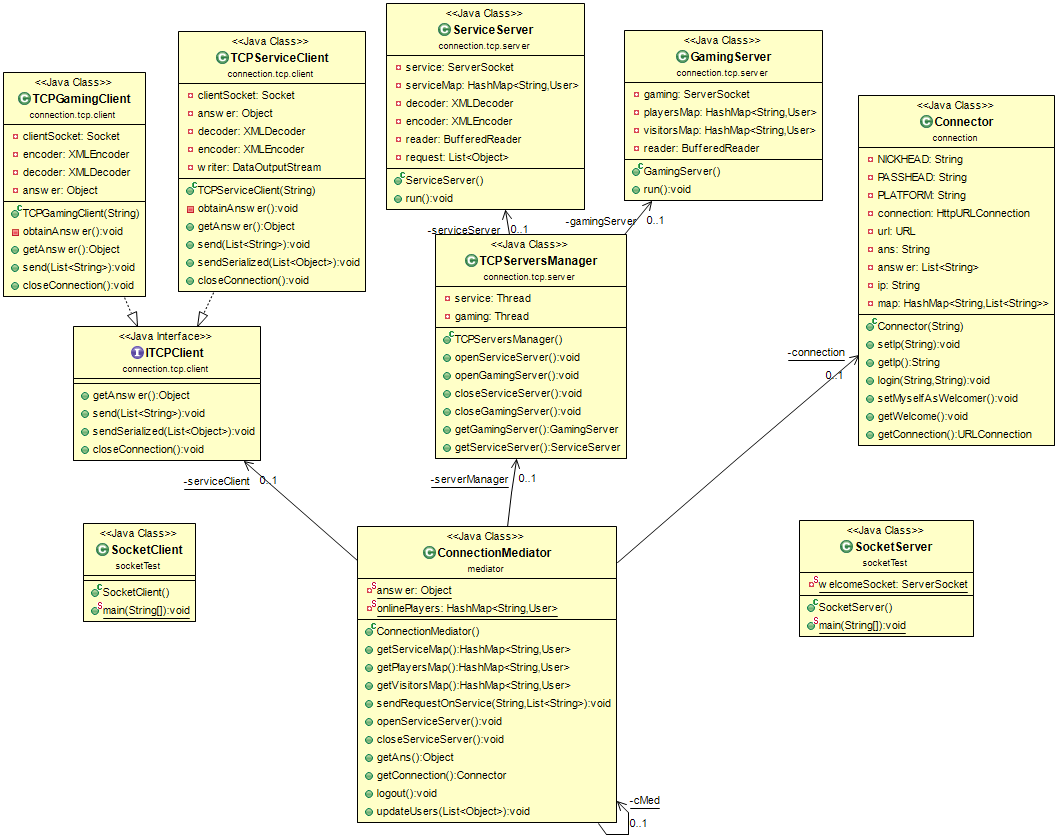 <<Java Class>>
TCPGamingClient
connection.tcp.client
clientSocket: Socket
encoder: XMLEncoder
decoder: XMLDecoder
answer: Object
TCPGamingClient(String)
obtainAnswer():void
getAnswer():Object
send(List<String>):void
closeConnection():void
<<Java Class>>
TCPServiceClient
connection.tcp.client
clientSocket: Socket
answer: Object
decoder: XMLDecoder
encoder: XMLEncoder
writer: DataOutputStream
TCPServiceClient(String)
obtainAnswer():void
getAnswer():Object
send(List<String>):void
sendSerialized(List<Object>):void
closeConnection():void
<<Java Class>>
ServiceServer
connection.tcp.server
service: ServerSocket
serviceMap: HashMap<String,User>
decoder: XMLDecoder
encoder: XMLEncoder
reader: BufferedReader
request: List<Object>
ServiceServer()
run():void
<<Java Class>>
GamingServer
connection.tcp.server
gaming: ServerSocket
playersMap: HashMap<String,User>
visitorsMap: HashMap<String,User>
reader: BufferedReader
GamingServer()
run():void
<<Java Class>>
Connector
connection
NICKHEAD: String
PASSHEAD: String
PLATFORM: String
connection: HttpURLConnection
url: URL
ans: String
answer: List<String>
ip: String
map: HashMap<String,List<String>>
Connector(String)
setIp(String):void
getIp():String
login(String,String):void
setMyselfAsWelcomer():void
getWelcome():void
getConnection():URLConnection
-serviceServer
0..1
-gamingServer
0..1
<<Java Class>>
TCPServersManager
connection.tcp.server
service: Thread
gaming: Thread
TCPServersManager()
openServiceServer():void
openGamingServer():void
closeServiceServer():void
closeGamingServer():void
getGamingServer():GamingServer
getServiceServer():ServiceServer
<<Java Interface>>
ITCPClient
connection.tcp.client
getAnswer():Object
send(List<String>):void
sendSerialized(List<Object>):void
closeConnection():void
-connection
0..1
-serviceClient
0..1
-serverManager
0..1
<<Java Class>>
SocketClient
socketTest
SocketClient()
main(String[]):void
<<Java Class>>
ConnectionMediator
mediator
answer: Object
onlinePlayers: HashMap<String,User>
ConnectionMediator()
getServiceMap():HashMap<String,User>
getPlayersMap():HashMap<String,User>
getVisitorsMap():HashMap<String,User>
sendRequestOnService(String,List<String>):void
openServiceServer():void
closeServiceServer():void
getAns():Object
getConnection():Connector
logout():void
updateUsers(List<Object>):void
-cMed
0..1
<<Java Class>>
SocketServer
socketTest
welcomeSocket: ServerSocket
SocketServer()
main(String[]):void